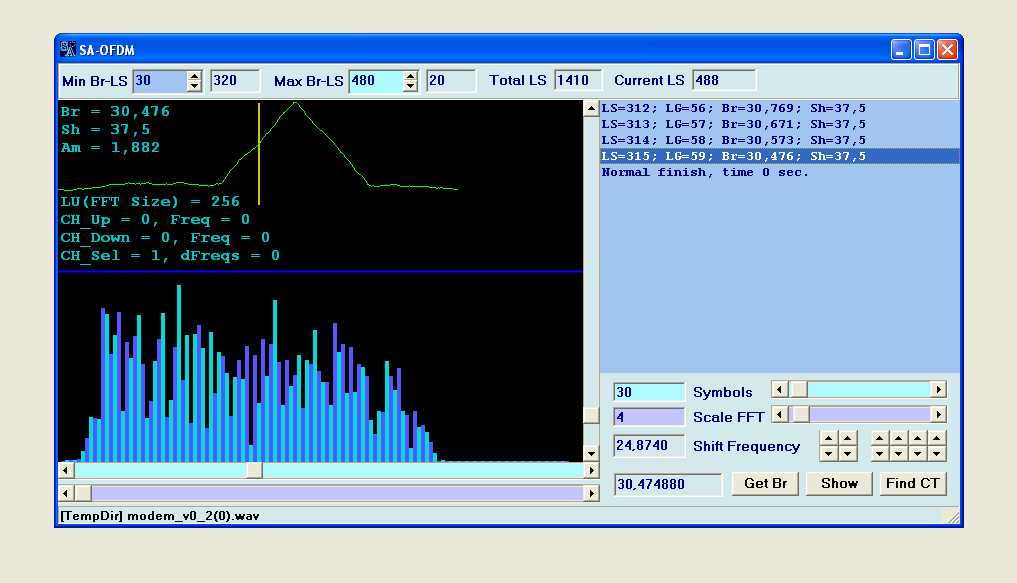 SA-OFDM
Min Br-LS 30 320 Max Br-LS 480 20 Total LS 1410 Current LS 488
Br = 30,476
Sh = 37,5
Am = 1,882
LU(FFT Size) = 256
CH_Up = 0, Freq = 0
CH_Down = 0, Freq = 0
CH_Sel = 1, dFreqs = 0
LS=312; LG=56; Br=30,769; Sh=37,5
LS=313; LG=57; Br=30,671; Sh=37,5
LS=314; LG=58; Br=30,573; Sh=37,5
LS=315; LG=59; Br=30,476; Sh=37,5
Normal finish, time 0 sec.
30 Symbols
4 Scale FFT
24,8740 Shift Frequency
30,474880 Get Br Show Find CT
[TempDir] modem_v0_2(0).wav